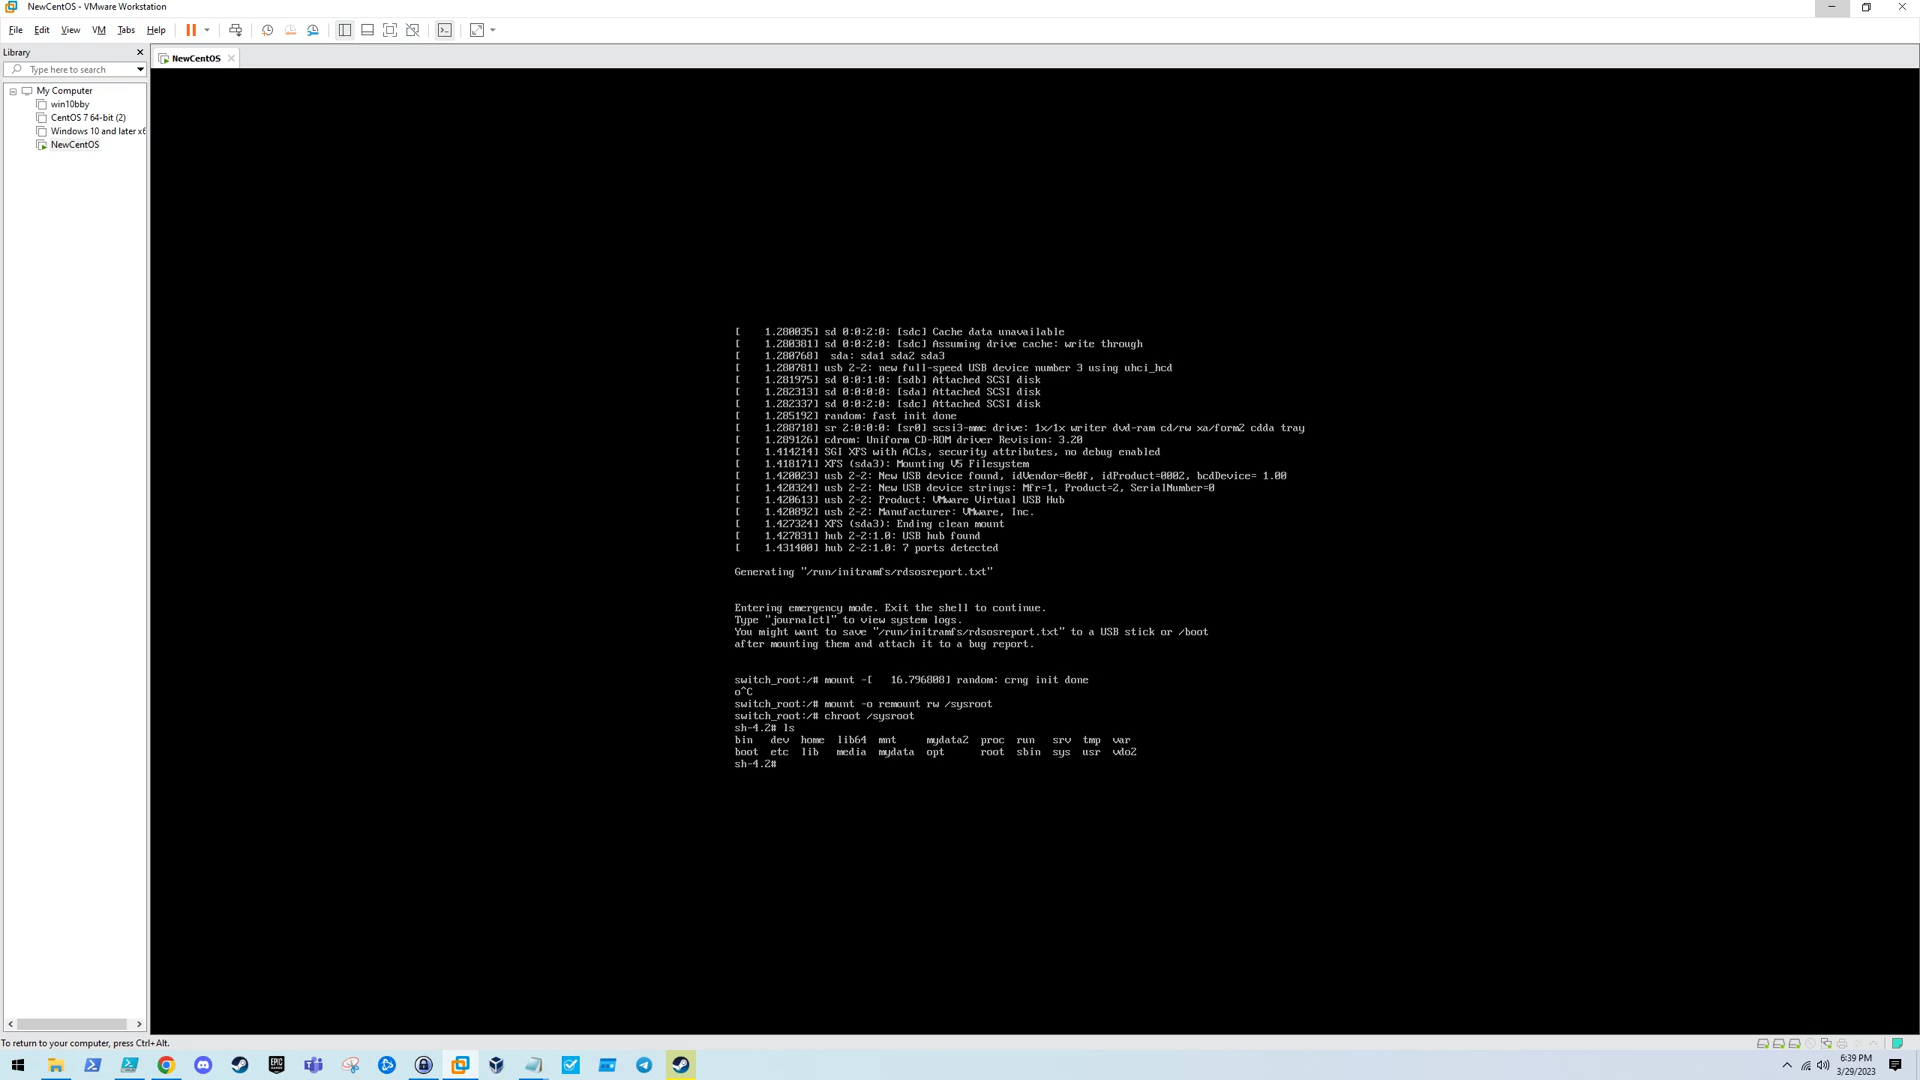 NewCentOS - VMware Workstation
File Edit View VM Tabs Help
Library
Type here to search
My Computer
win10bby
CentOS 7 64-bit (2)
Windows 10 and later x6
NewCentOS
NewCentOS
[    1.280035] sd 0:0:2:0: [sdc] Cache data unavailable
[    1.280381] sd 0:0:2:0: [sdc] Assuming drive cache: write through
[    1.280768]  sda: sda1 sda2 sda3
[    1.280781] usb 2-2: new full-speed USB device number 3 using uhci_hcd
[    1.281975] sd 0:0:1:0: [sdb] Attached SCSI disk
[    1.282313] sd 0:0:0:0: [sda] Attached SCSI disk
[    1.282337] sd 0:0:2:0: [sdc] Attached SCSI disk
[    1.285192] random: fast init done
[    1.288718] sr 2:0:0:0: [sr0] scsi3-mmc drive: 1x/1x writer dvd-ram cd/rw xa/form2 cdda tray
[    1.289126] cdrom: Uniform CD-ROM driver Revision: 3.20
[    1.414214] SGI XFS with ACLs, security attributes, no debug enabled
[    1.418171] XFS (sda3): Mounting V5 Filesystem
[    1.420023] usb 2-2: New USB device found, idVendor=0e0f, idProduct=0002, bcdDevice= 1.00
[    1.420324] usb 2-2: New USB device strings: Mfr=1, Product=2, SerialNumber=0
[    1.420613] usb 2-2: Product: VMware Virtual USB Hub
[    1.420892] usb 2-2: Manufacturer: VMware, Inc.
[    1.427324] XFS (sda3): Ending clean mount
[    1.427831] hub 2-2:1.0: USB hub found
[    1.431400] hub 2-2:1.0: 7 ports detected
Generating "/run/initramfs/rdsosreport.txt"
Entering emergency mode. Exit the shell to continue.
Type "journalctl" to view system logs.
You might want to save "/run/initramfs/rdsosreport.txt" to a USB stick or /boot
after mounting them and attach it to a bug report.
switch_root:/# mount -[   16.796808] random: crng init done
o^C
switch_root:/# mount -o remount rw /sysroot
switch_root:/# chroot /sysroot
sh-4.2# ls
bin   dev  home  lib64  mnt     mydata2  proc  run   srv  tmp  var
boot  etc  lib   media  mydata  opt      root  sbin  sys  usr  vdo2
sh-4.2#
To return to your computer, press Ctrl+Alt.
EPIC GAMES
6:39 PM
3/29/2023